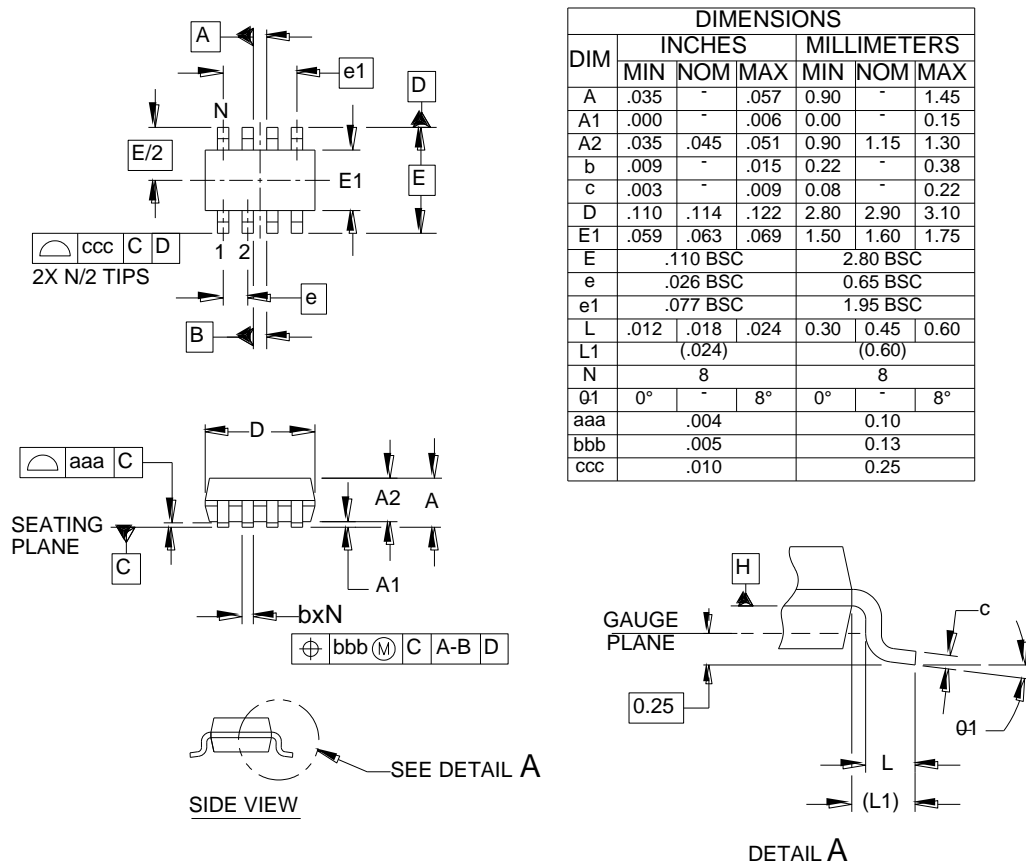 A
e1
D
N
E/2
E1
E
ccc C D
1 2
2X N/2 TIPS
e
B
DIMENSIONS
DIM INCHES MILLIMETERS
MIN NOM MAX MIN NOM MAX
A .035 - .057 0.90 - 1.45
A1 .000 - .006 0.00 - 0.15
A2 .035 .045 .051 0.90 1.15 1.30
b .009 - .015 0.22 - 0.38
c .003 - .009 0.08 - 0.22
D .110 .114 .122 2.80 2.90 3.10
E1 .059 .063 .069 1.50 1.60 1.75
E .110 BSC 2.80 BSC
e .026 BSC 0.65 BSC
e1 .077 BSC 1.95 BSC
L .012 .018 .024 0.30 0.45 0.60
L1 (.024) (0.60)
N 8 8
θ1 0° - 8° 0° - 8°
aaa .004 0.10
bbb .005 0.13
ccc .010 0.25
D
aaa C
A2 A
SEATING
PLANE
C
A1
bxN
⌖ bbb Ⓜ C A-B D
SEE DETAIL A
SIDE VIEW
H
c
GAUGE
PLANE
0.25
θ1
L
(L1)
DETAIL A